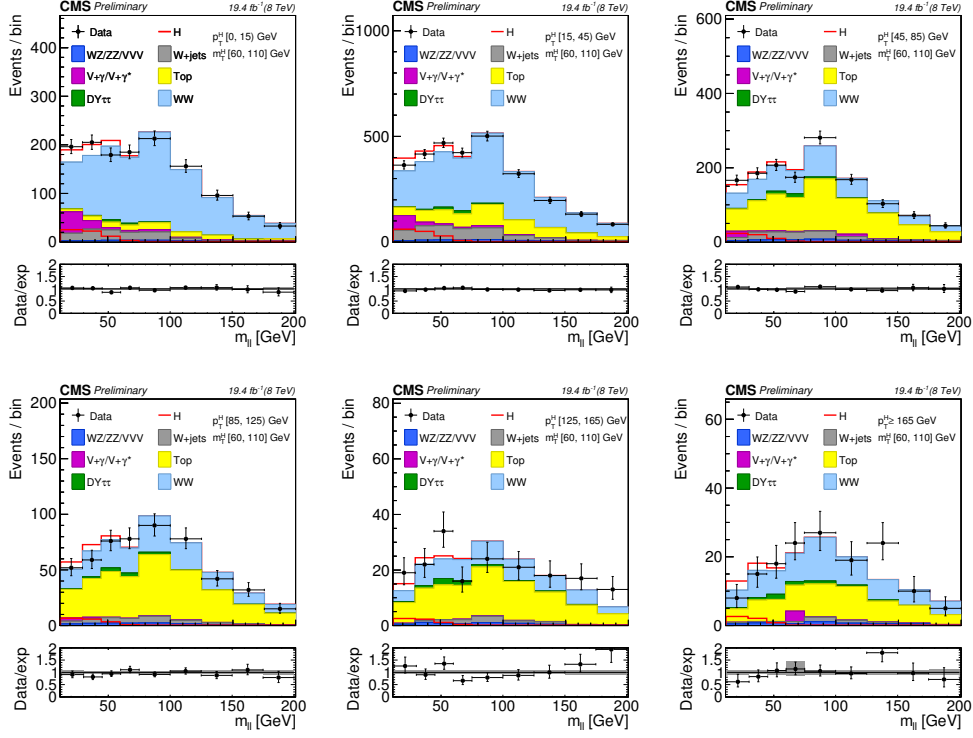 CMS Preliminary 19.4 fb⁻¹ (8 TeV)
Events / bin
400
300
200
100
0
Data
H
p_T^H [0, 15) GeV
m_T^H [60, 110] GeV
WZ/ZZ/VVV
W+jets
V+γ/V+γ*
Top
DYττ
WW
Data/exp
2
1.5
1
0.5
0
50 100 150 200
m_ll [GeV]
CMS Preliminary 19.4 fb⁻¹ (8 TeV)
Events / bin
1000
500
0
Data
H
p_T^H [15, 45) GeV
m_T^H [60, 110] GeV
WZ/ZZ/VVV
W+jets
V+γ/V+γ*
Top
DYττ
WW
Data/exp
2
1.5
1
0.5
0
50 100 150 200
m_ll [GeV]
CMS Preliminary 19.4 fb⁻¹ (8 TeV)
Events / bin
600
400
200
0
Data
H
p_T^H [45, 85) GeV
m_T^H [60, 110] GeV
WZ/ZZ/VVV
W+jets
V+γ/V+γ*
Top
DYττ
WW
Data/exp
2
1.5
1
0.5
0
50 100 150 200
m_ll [GeV]
CMS Preliminary 19.4 fb⁻¹ (8 TeV)
Events / bin
200
150
100
50
0
Data
H
p_T^H [85, 125) GeV
m_T^H [60, 110] GeV
WZ/ZZ/VVV
W+jets
V+γ/V+γ*
Top
DYττ
WW
Data/exp
2
1.5
1
0.5
0
50 100 150 200
m_ll [GeV]
CMS Preliminary 19.4 fb⁻¹ (8 TeV)
Events / bin
80
60
40
20
0
Data
H
p_T^H [125, 165) GeV
m_T^H [60, 110] GeV
WZ/ZZ/VVV
W+jets
V+γ/V+γ*
Top
DYττ
WW
Data/exp
2
1.5
1
0.5
0
50 100 150 200
m_ll [GeV]
CMS Preliminary 19.4 fb⁻¹ (8 TeV)
Events / bin
60
40
20
0
Data
H
p_T^H ≥ 165 GeV
m_T^H [60, 110] GeV
WZ/ZZ/VVV
W+jets
V+γ/V+γ*
Top
DYττ
WW
Data/exp
2
1.5
1
0.5
0
50 100 150 200
m_ll [GeV]